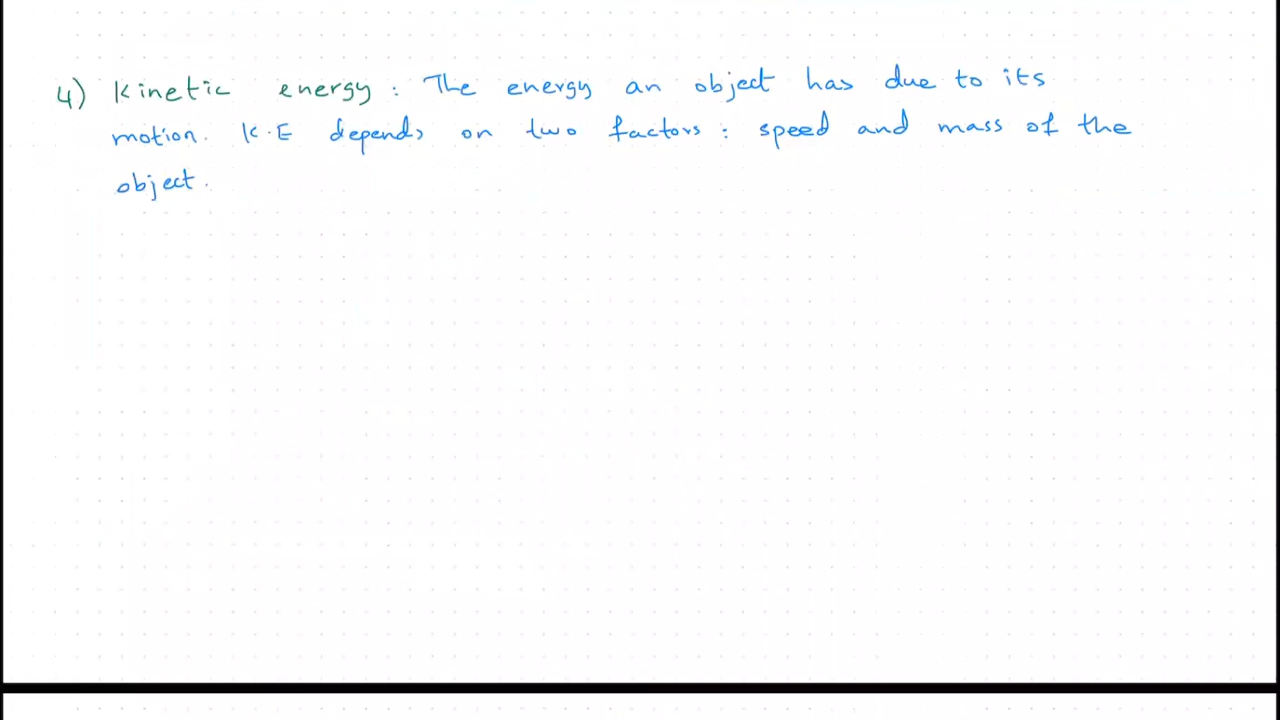 4) Kinetic energy : The energy an object has due to its
motion. K.E depends on two factors : speed and mass of the
object.